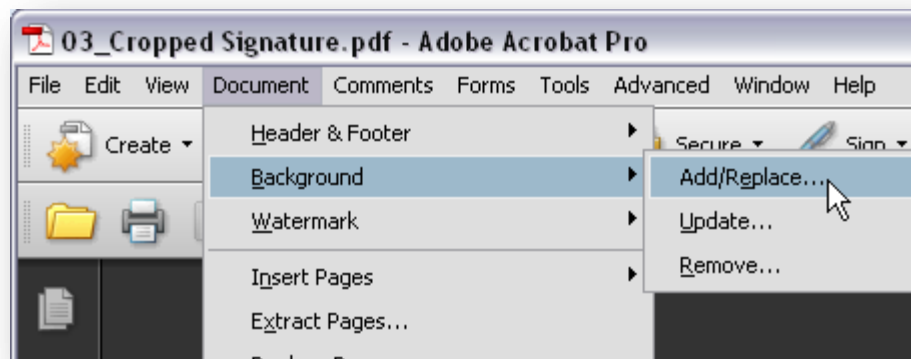 03_Cropped Signature.pdf - Adobe Acrobat Pro
File Edit View Document Comments Forms Tools Advanced Window Help
Create Header & Footer Secure Sign
Background Add/Replace...
Watermark Update...
Remove...
Insert Pages
Extract Pages...